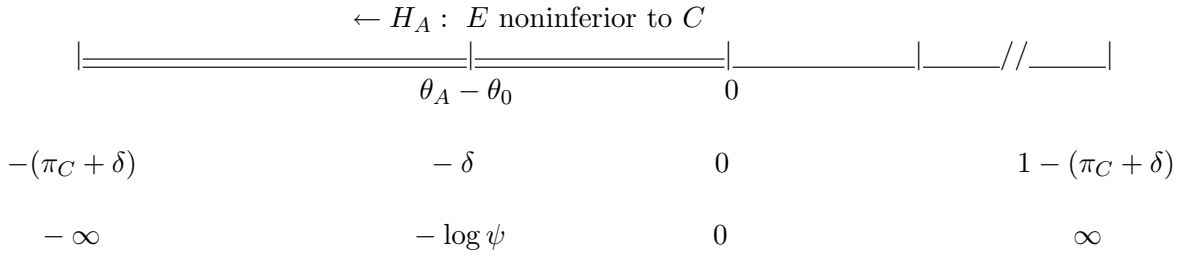 ← H_A : E noninferior to C
θ_A − θ_0 0
−(π_C + δ) − δ 0 1 − (π_C + δ)
− ∞ − log ψ 0 ∞